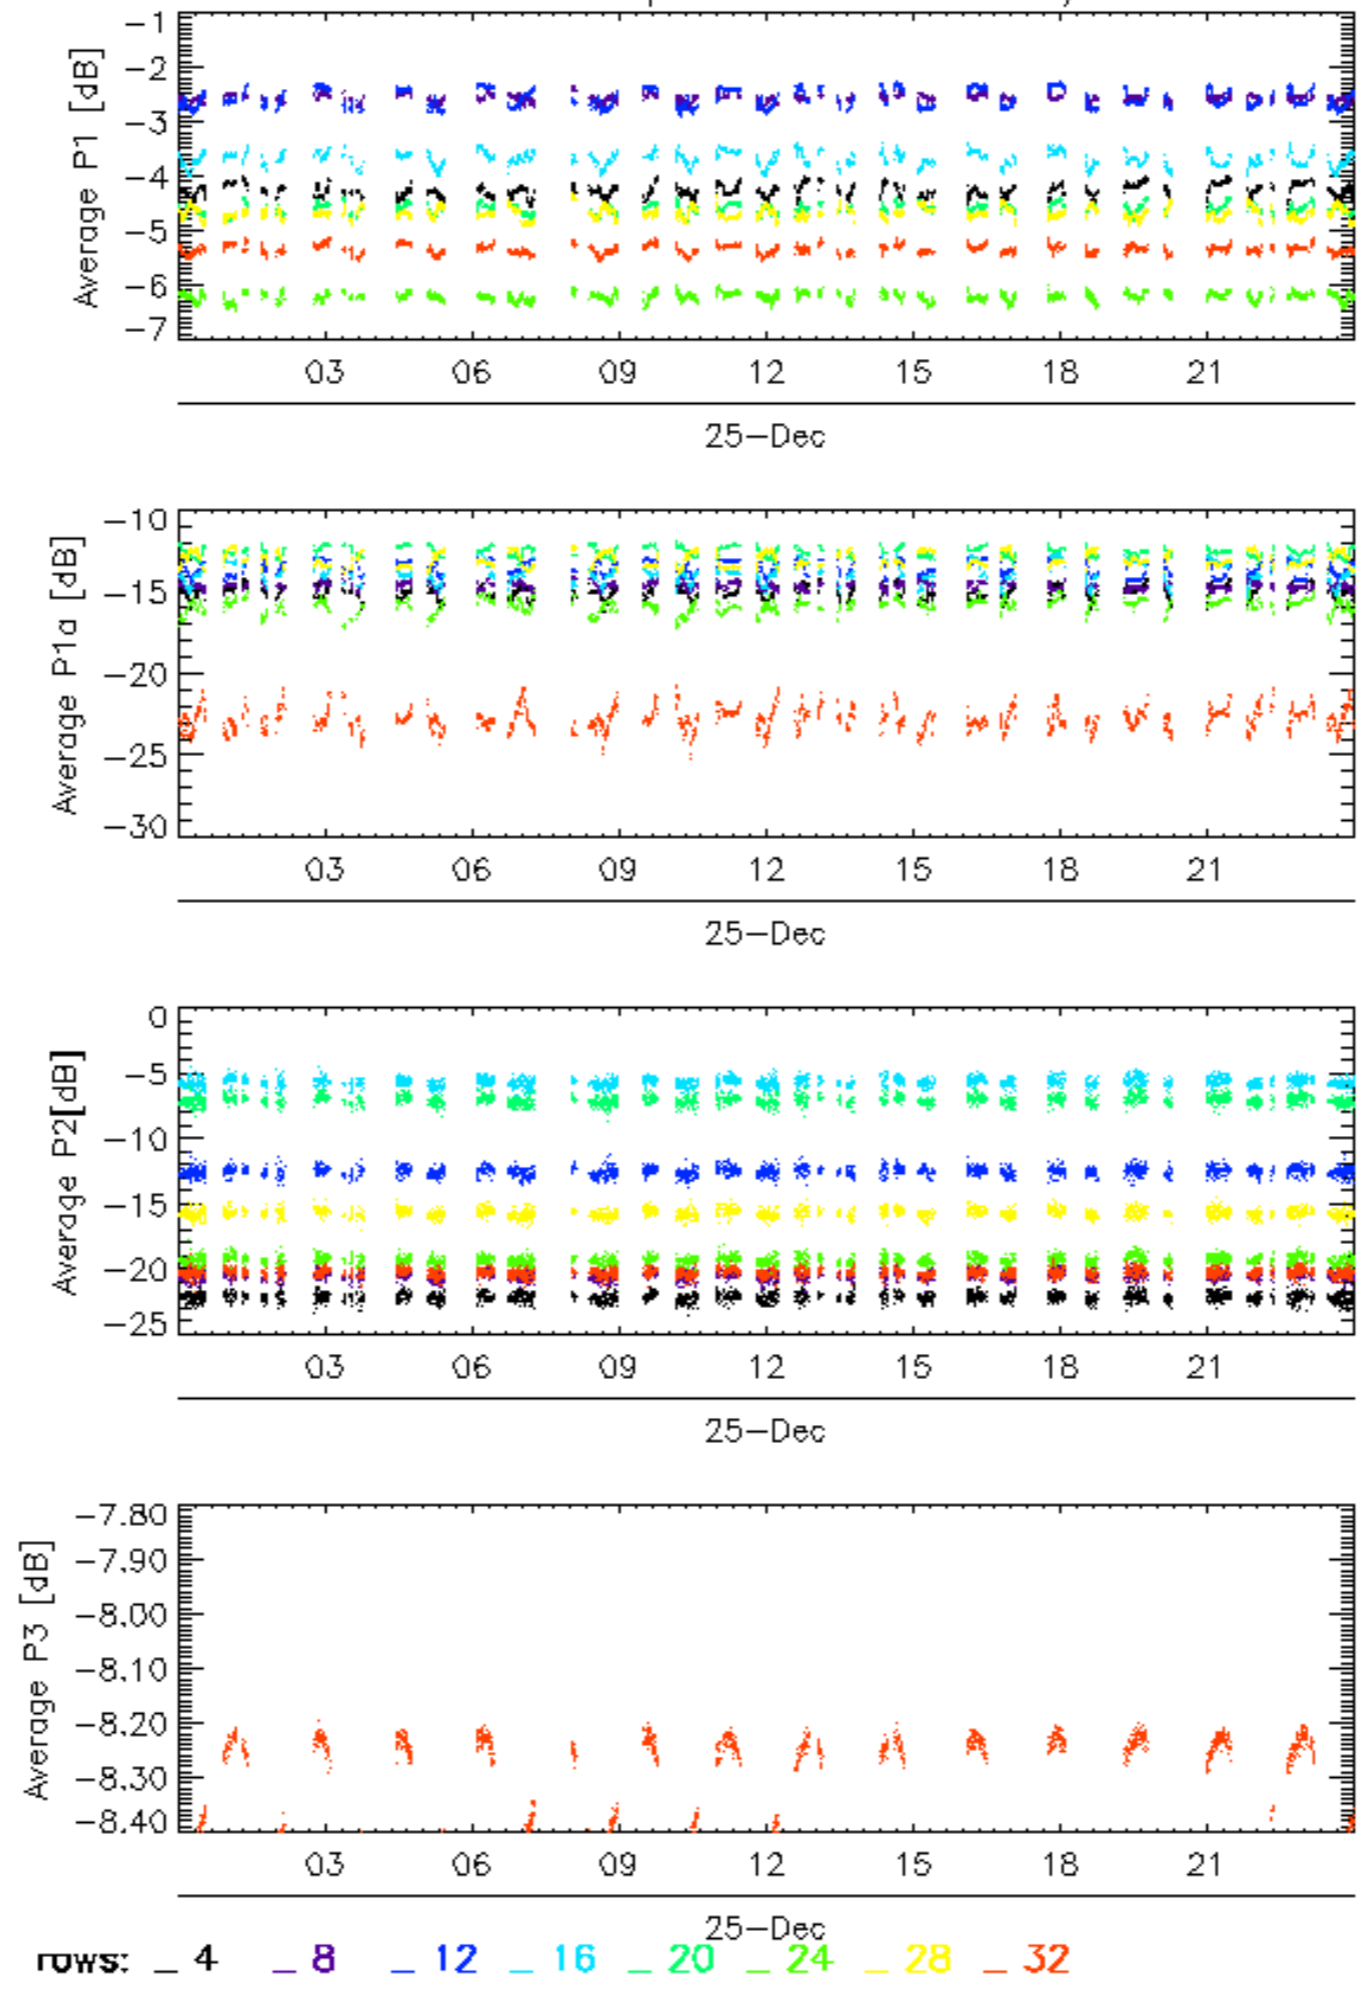 Average P1 [dB]
-1
-2
-3
-4
-5
-6
-7
03 06 09 12 15 18 21
25-Dec
Average P1a [dB]
-10
-15
-20
-25
-30
03 06 09 12 15 18 21
25-Dec
Average P2[dB]
0
-5
-10
-15
-20
-25
03 06 09 12 15 18 21
25-Dec
Average P3 [dB]
-7.80
-7.90
-8.00
-8.10
-8.20
-8.30
-8.40
03 06 09 12 15 18 21
25-Dec
rows: _ 4 _ 8 _ 12 _ 16 _ 20 _ 24 _ 28 _ 32